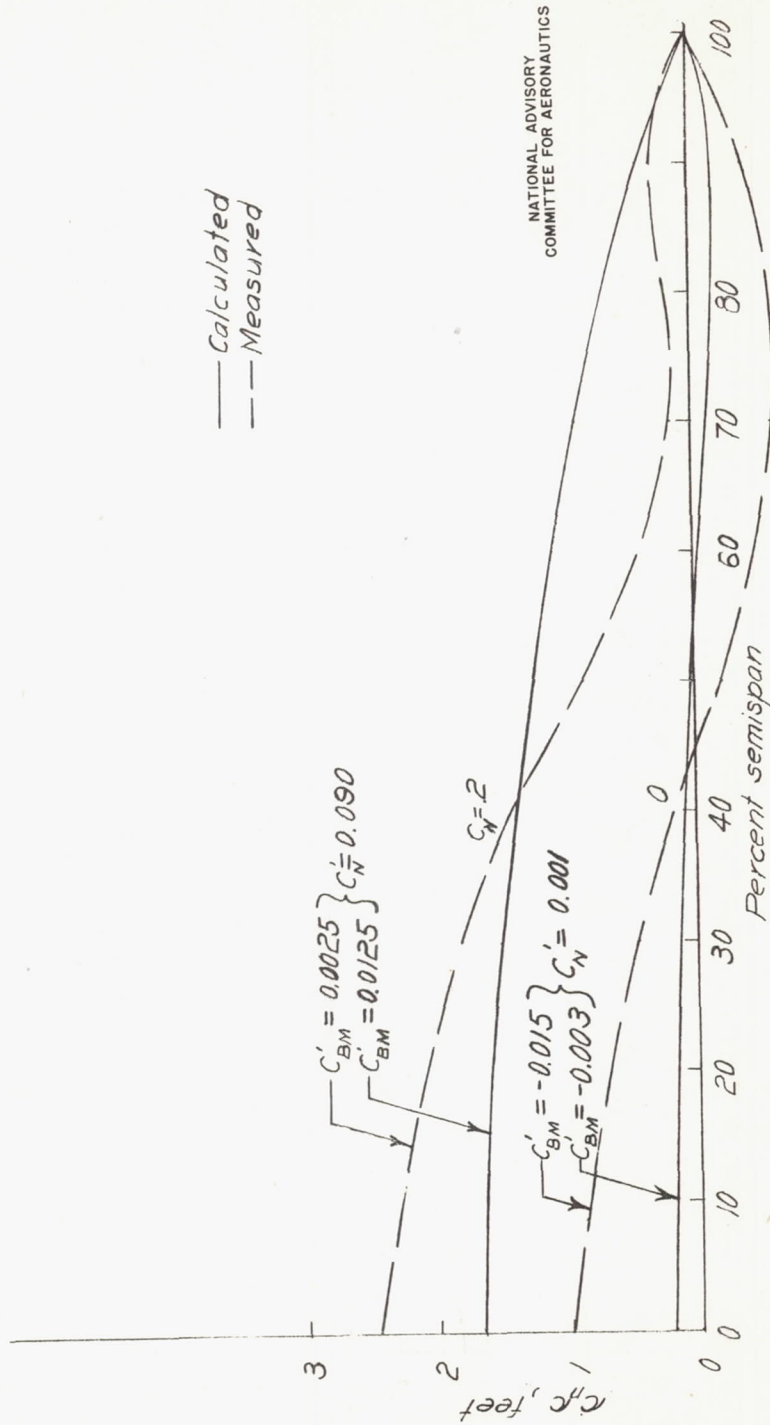 — Calculated
— — Measured
C'BM = 0.0025 } C'N = 0.090
C'BM = 0.0125
CN = .2
C'BM = -0.015 } C'N = 0.001
C'BM = -0.003
0
3
2
1
0
cnc, feet
0 10 20 30 40 60 70 80 100
Percent semispan
NATIONAL ADVISORY
COMMITTEE FOR AERONAUTICS